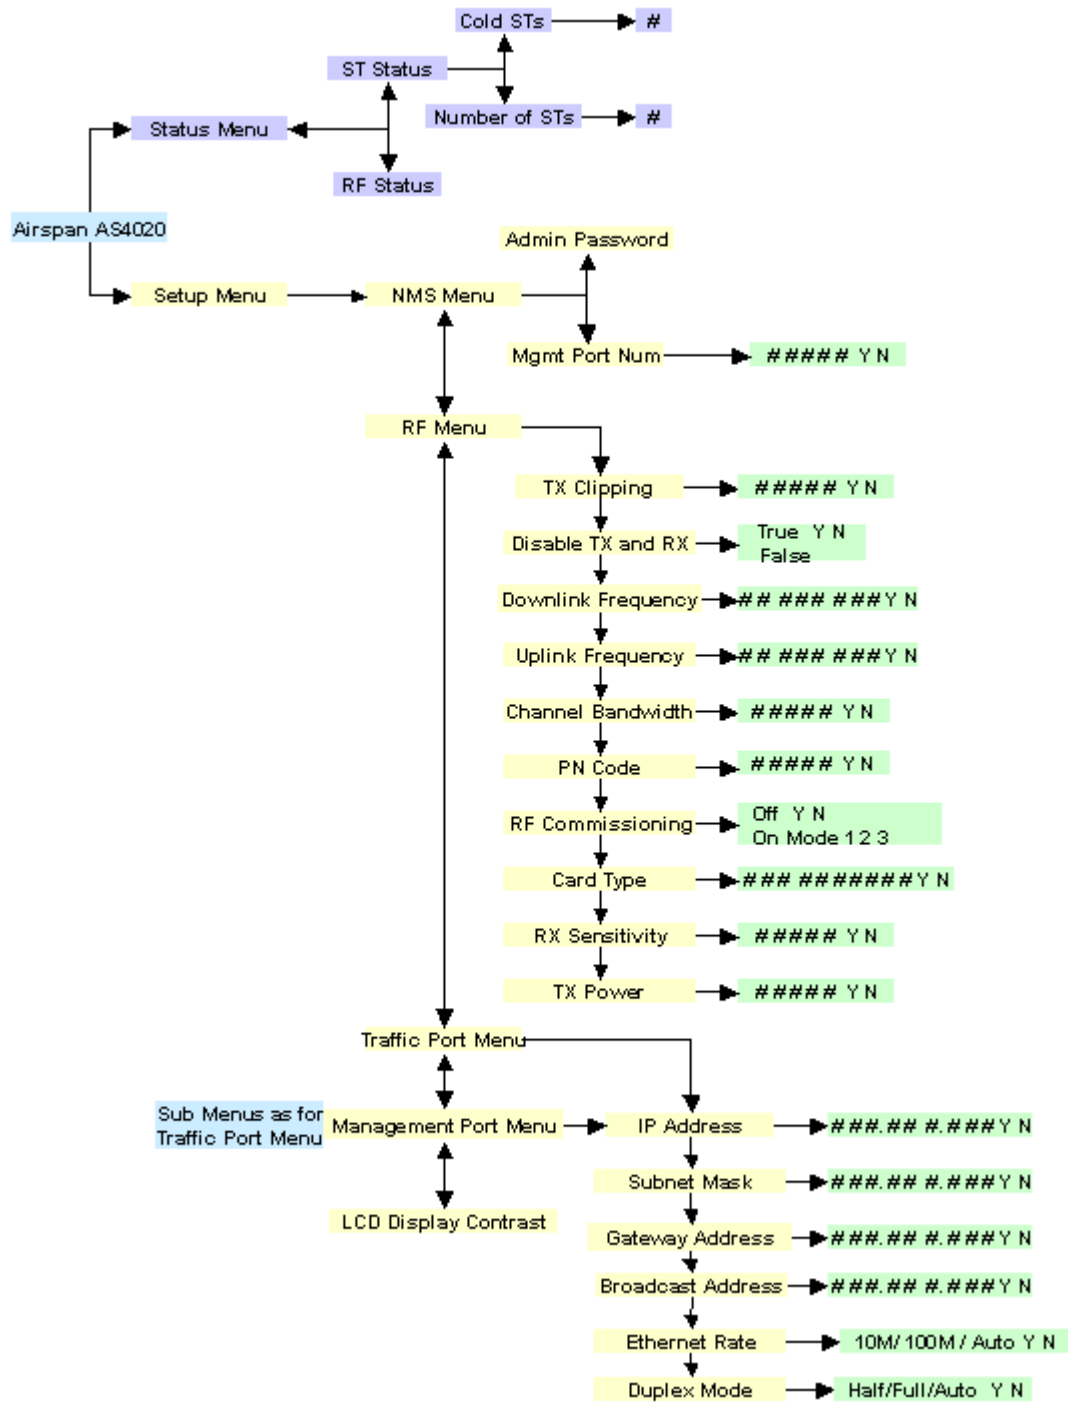 Cold STs #
ST Status
Number of STs #
Status Menu
RF Status
Airspan AS4020
Admin Password
Setup Menu NMS Menu
Mgmt Port Num ##### Y N
RF Menu
TX Clipping ##### Y N
Disable TX and RX True Y N
False
Downlink Frequency ## ### ### Y N
Uplink Frequency ## ### ### Y N
Channel Bandwidth ##### Y N
PN Code ##### Y N
RF Commissioning Off Y N
On Mode 1 2 3
Card Type ### ####### Y N
RX Sensitivity ##### Y N
TX Power ##### Y N
Traffic Port Menu
Sub Menus as for
Traffic Port Menu
Management Port Menu IP Address ###.## #.### Y N
Subnet Mask ###.## #.### Y N
LCD Display Contrast
Gateway Address ###.## #.### Y N
Broadcast Address ###.## #.### Y N
Ethernet Rate 10M/ 100M / Auto Y N
Duplex Mode Half/Full/Auto Y N